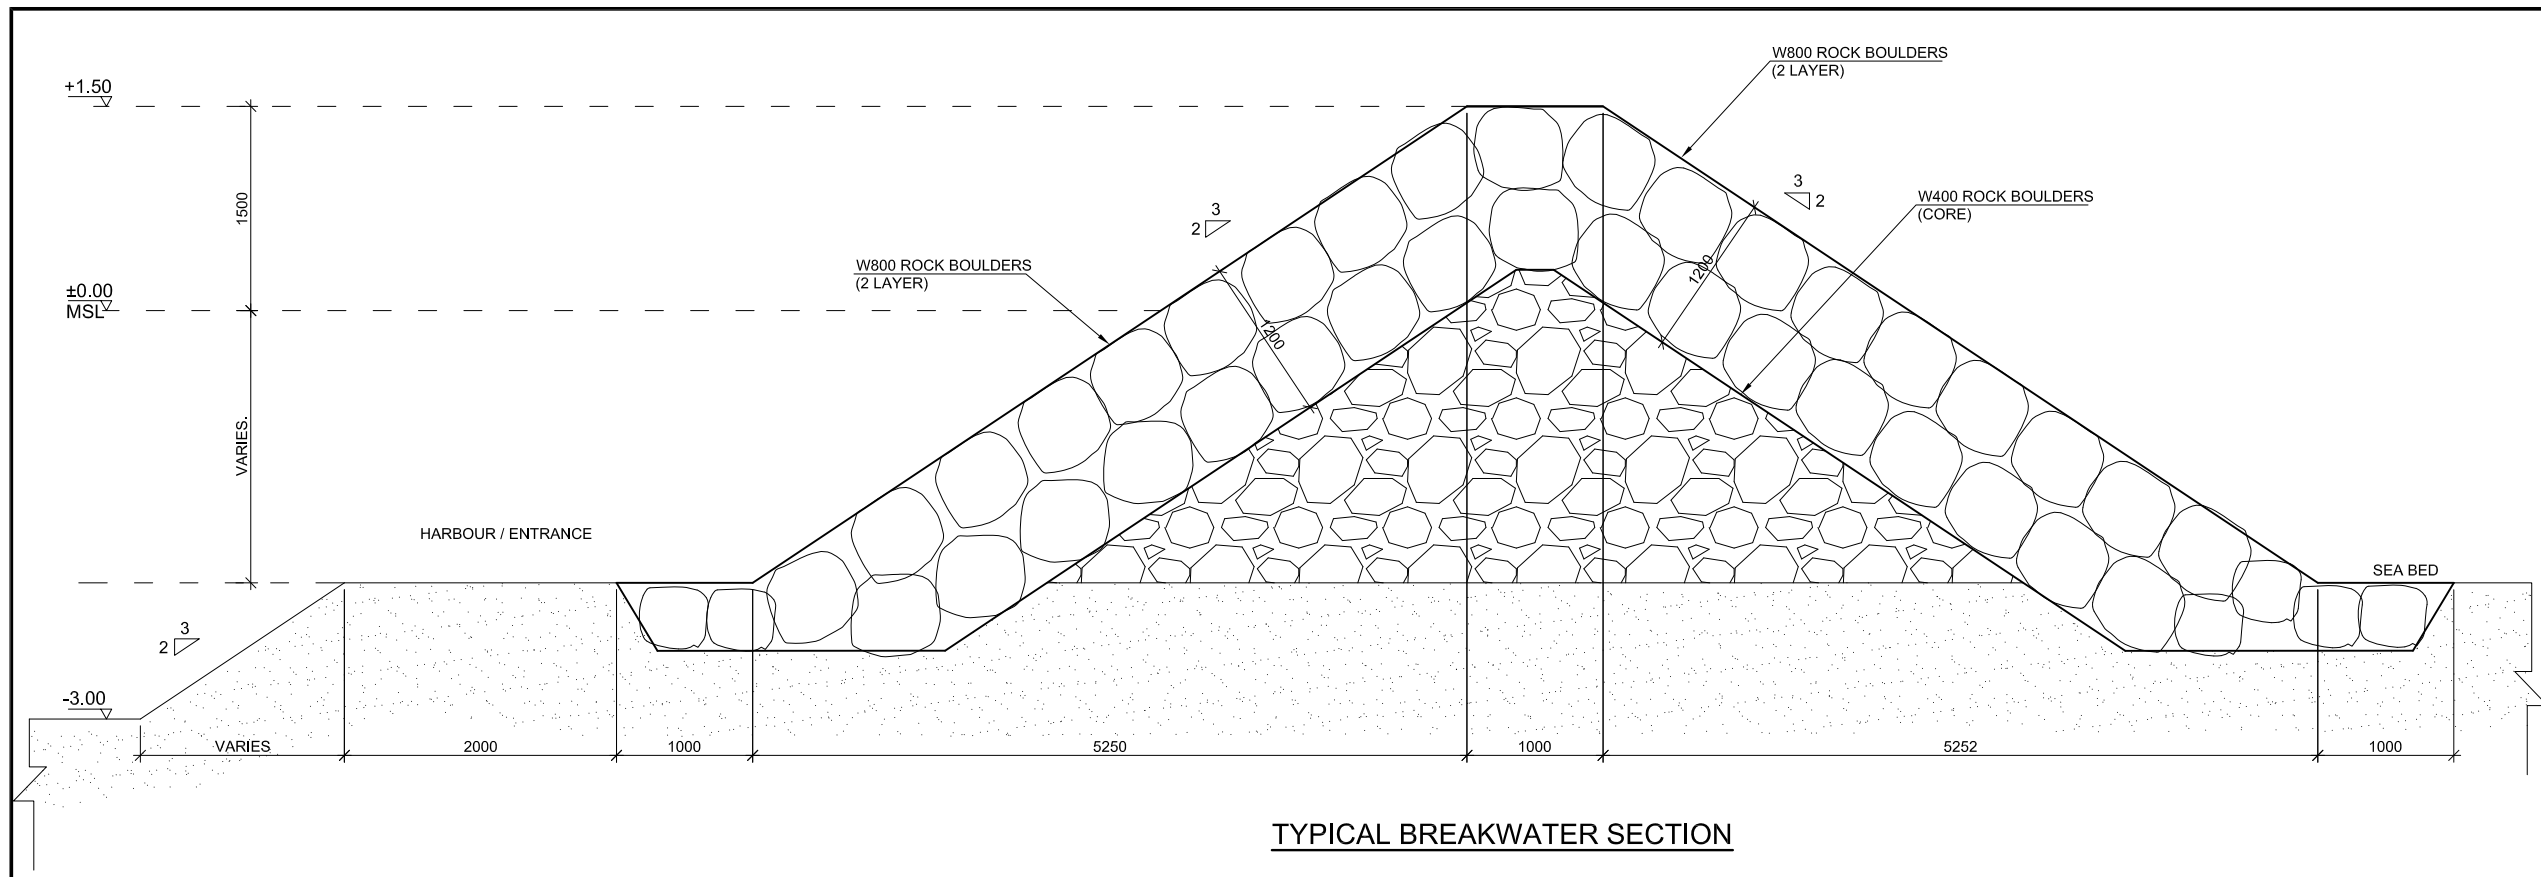 W800 ROCK BOULDERS
(2 LAYER)
+1.50
3
2
W400 ROCK BOULDERS
(CORE)
1500
3
2
W800 ROCK BOULDERS
(2 LAYER)
1200
±0.00
MSL
1200
VARIES.
HARBOUR / ENTRANCE
SEA BED
3
2
-3.00
VARIES
2000
1000
5250
1000
5252
1000
TYPICAL BREAKWATER SECTION